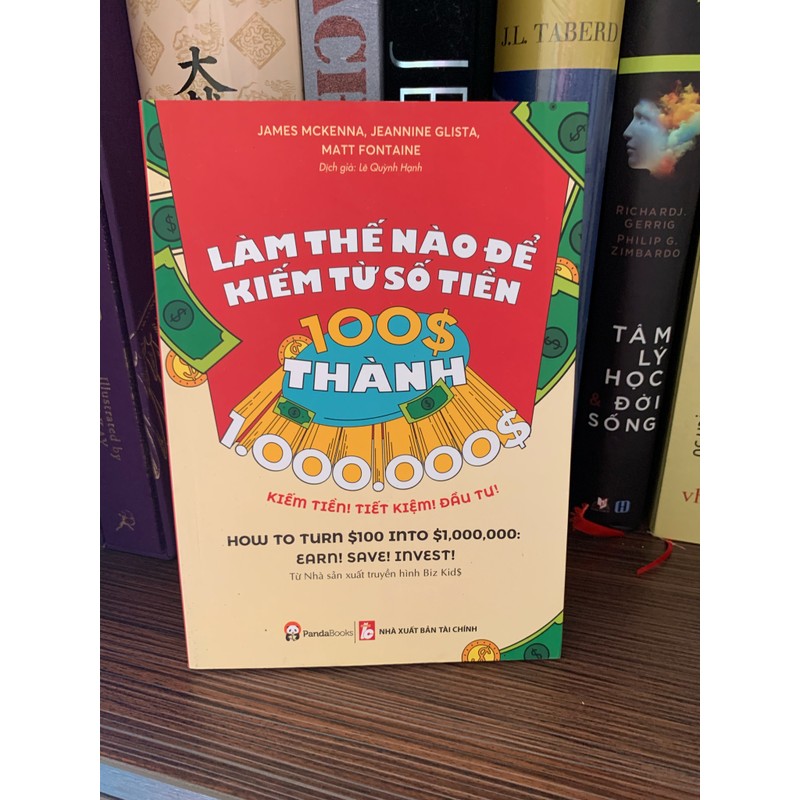 J.L. TABERD
JAMES MCKENNA, JEANNINE GLISTA,
MATT FONTAINE
Dịch giả: Lê Quỳnh Hạnh
LÀM THẾ NÀO ĐỂ
KIẾM TỪ SỐ TIỀN
100$
THÀNH
1.000.000$
KIẾM TIỀN! TIẾT KIỆM! ĐẦU TƯ!
HOW TO TURN $100 INTO $1,000,000:
EARN! SAVE! INVEST!
Từ Nhà sản xuất truyền hình Biz Kid$
PandaBooks
NHÀ XUẤT BẢN TÀI CHÍNH
RICHARD J.
GERRIG
PHILIP G.
ZIMBARDO
TÂM
LÝ
HỌC
& ĐỜI
SỐNG
Illustrated by